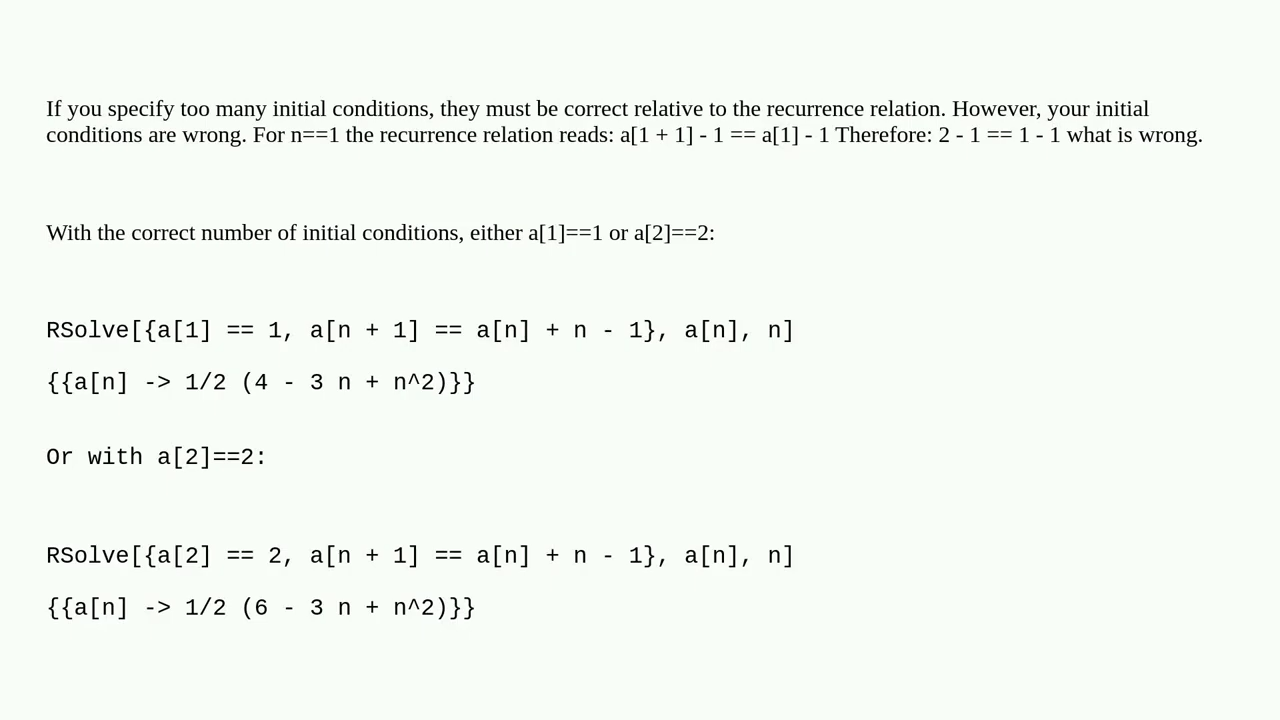 If you specify too many initial conditions, they must be correct relative to the recurrence relation. However, your initial
conditions are wrong. For n==1 the recurrence relation reads: a[1 + 1] - 1 == a[1] - 1 Therefore: 2 - 1 == 1 - 1 what is wrong.
With the correct number of initial conditions, either a[1]==1 or a[2]==2:
RSolve[{a[1] == 1, a[n + 1] == a[n] + n - 1}, a[n], n]
{{a[n] -> 1/2 (4 - 3 n + n^2)}}
Or with a[2]==2:
RSolve[{a[2] == 2, a[n + 1] == a[n] + n - 1}, a[n], n]
{{a[n] -> 1/2 (6 - 3 n + n^2)}}